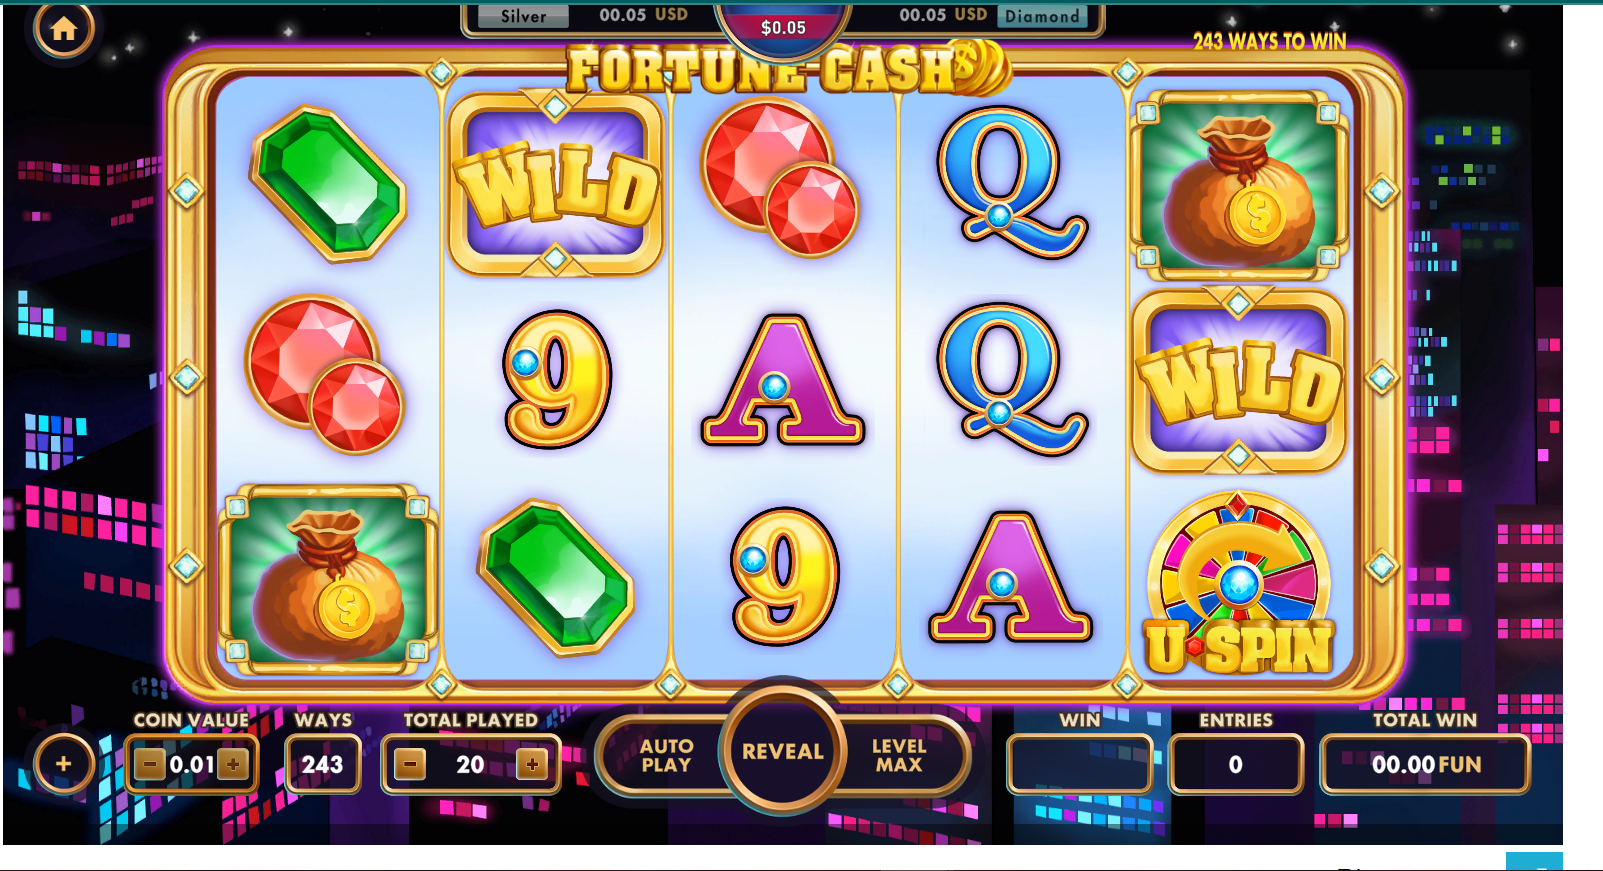 Silver 00.05 USD $0.05 00.05 USD Diamond
243 WAYS TO WIN
FORTUNE CASH
WILD
Q
9
A
Q
WILD
9
A
U SPIN
COIN VALUE WAYS TOTAL PLAYED WIN ENTRIES TOTAL WIN
AUTO PLAY
REVEAL
LEVEL MAX
+ - 0.01 + 243 - 20 + 0 00.00 FUN